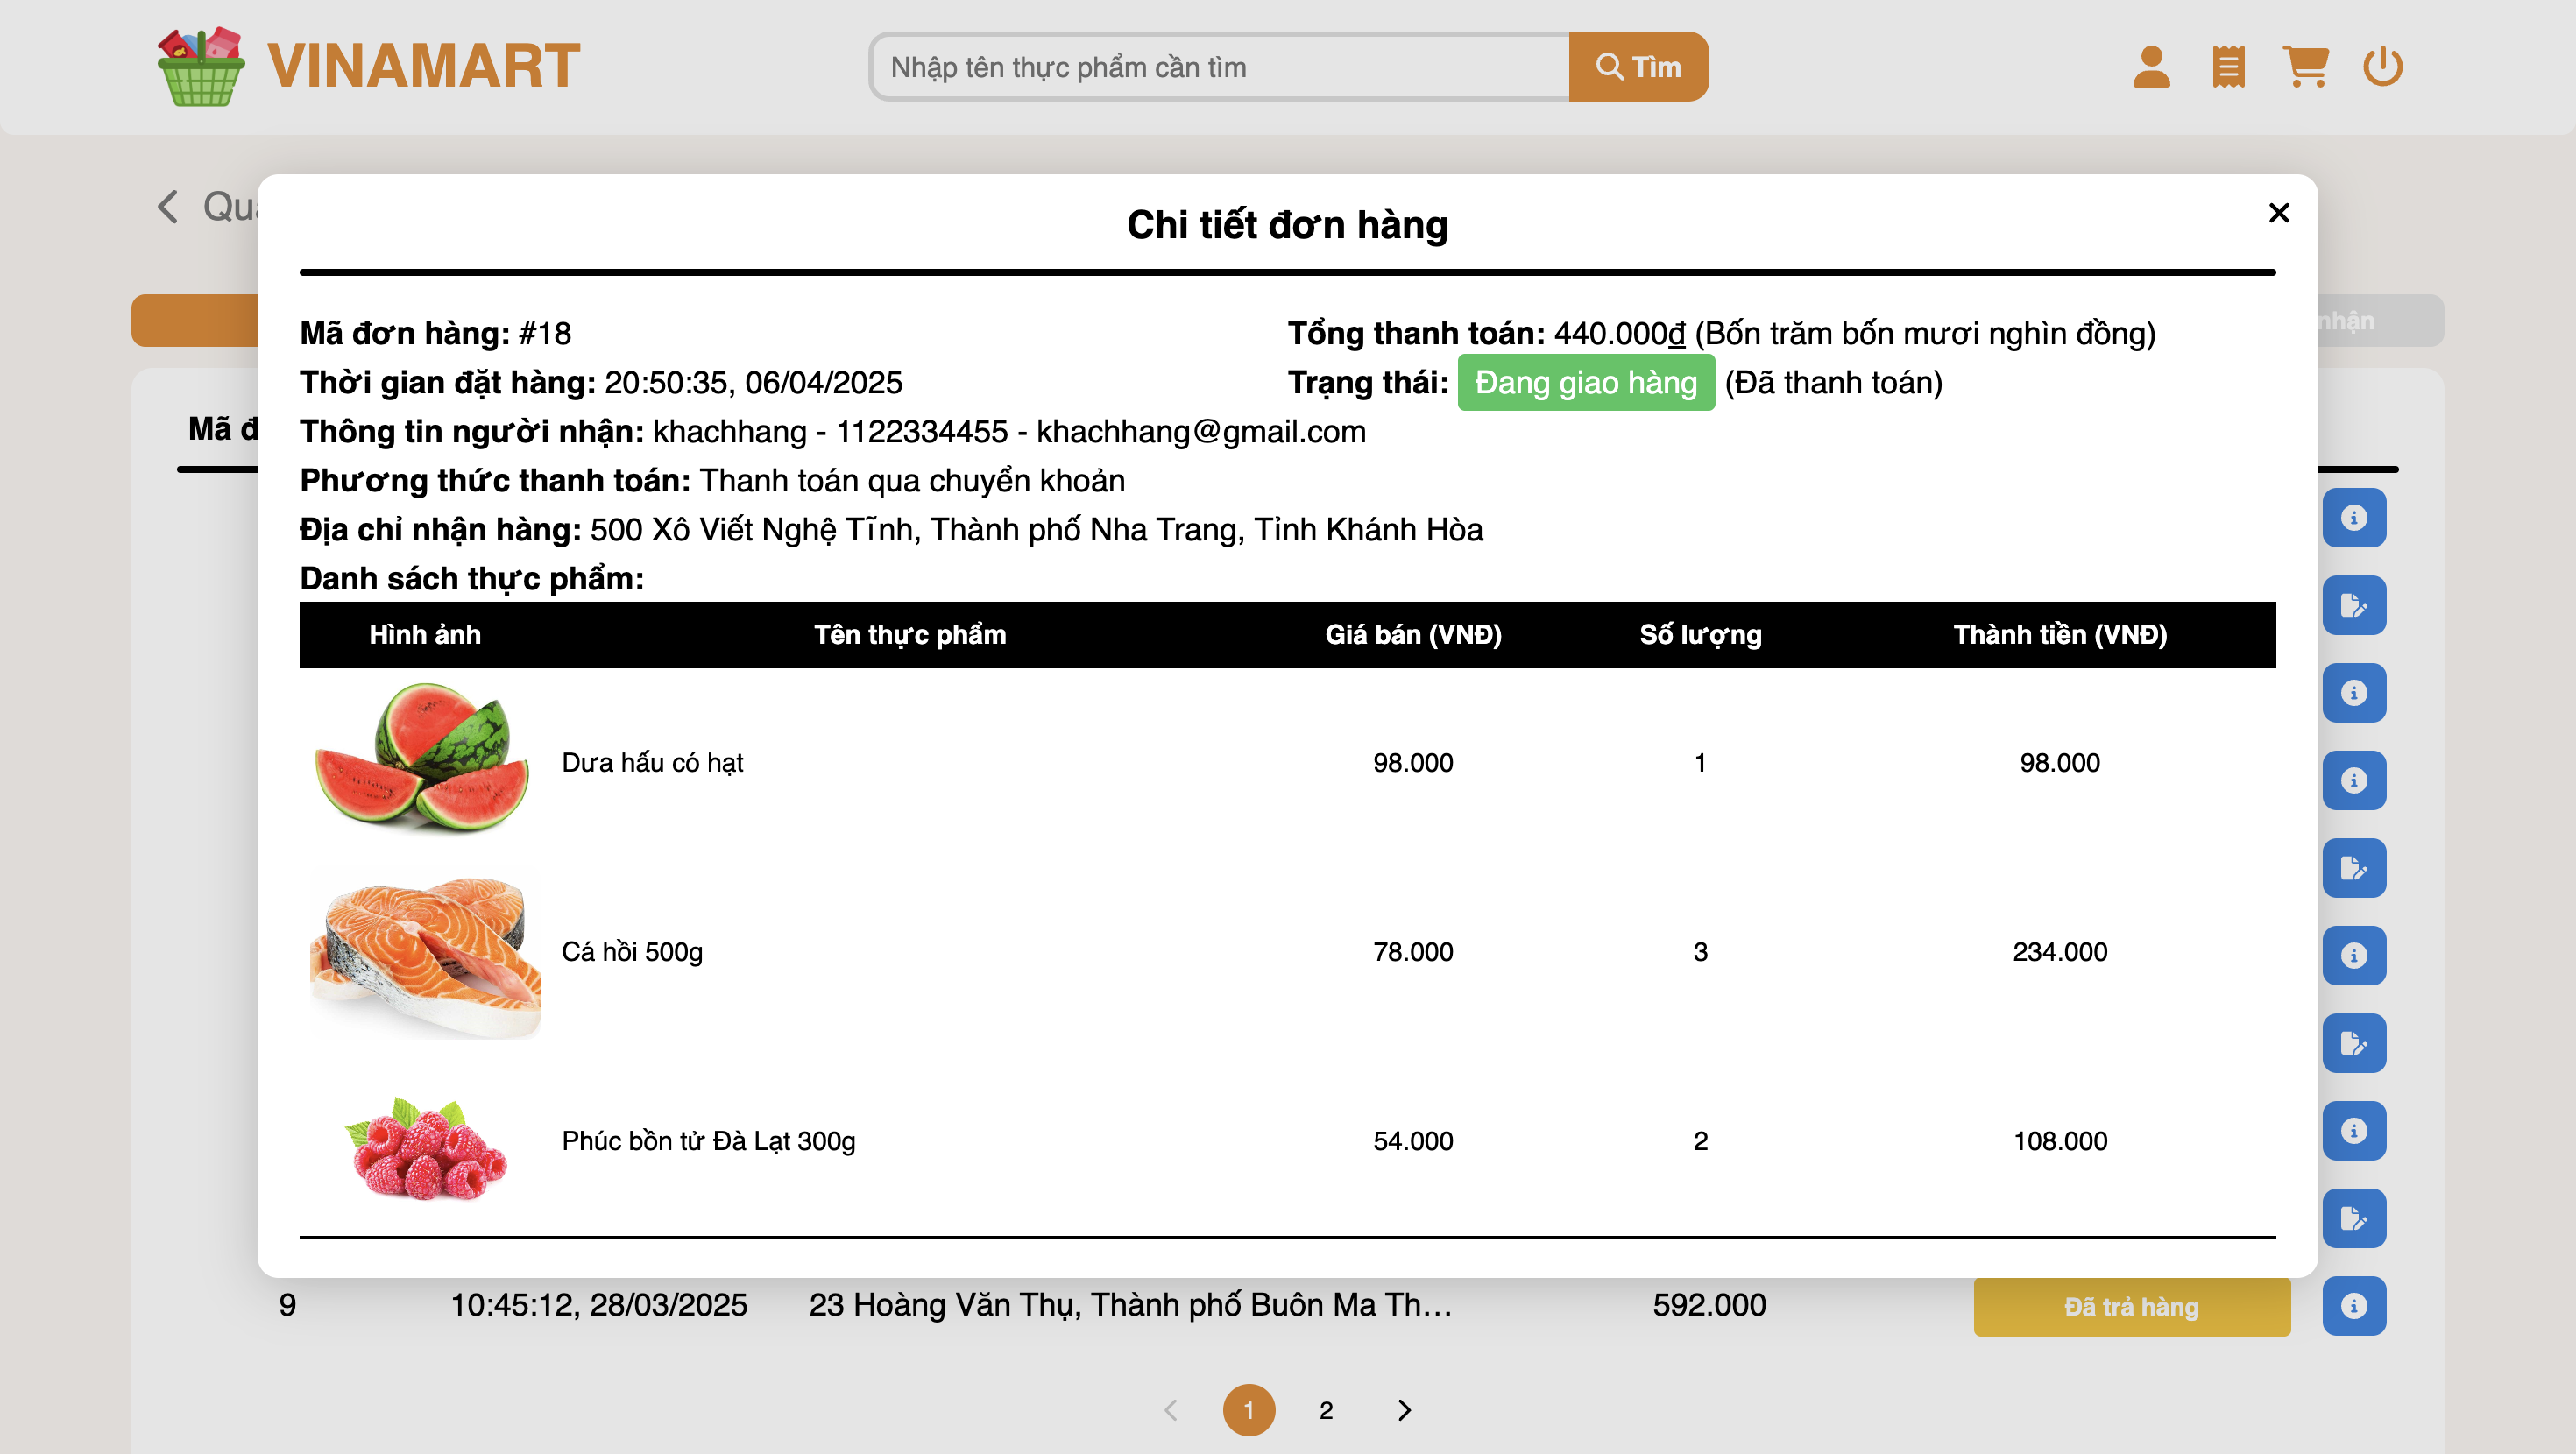 VINAMART
Nhập tên thực phẩm cần tìm
Tìm
Chi tiết đơn hàng
Mã đơn hàng: #18
Tổng thanh toán: 440.000đ (Bốn trăm bốn mươi nghìn đồng)
Thời gian đặt hàng: 20:50:35, 06/04/2025
Trạng thái: Đang giao hàng (Đã thanh toán)
Thông tin người nhận: khachhang - 1122334455 - khachhang@gmail.com
Phương thức thanh toán: Thanh toán qua chuyển khoản
Địa chỉ nhận hàng: 500 Xô Viết Nghệ Tĩnh, Thành phố Nha Trang, Tỉnh Khánh Hòa
Danh sách thực phẩm:
Hình ảnh Tên thực phẩm Giá bán (VNĐ) Số lượng Thành tiền (VNĐ)
Dưa hấu có hạt 98.000 1 98.000
Cá hồi 500g 78.000 3 234.000
Phúc bồn tử Đà Lạt 300g 54.000 2 108.000
nhận
Mã đ
9 10:45:12, 28/03/2025 23 Hoàng Văn Thụ, Thành phố Buôn Ma Th... 592.000 Đã trả hàng
1 2